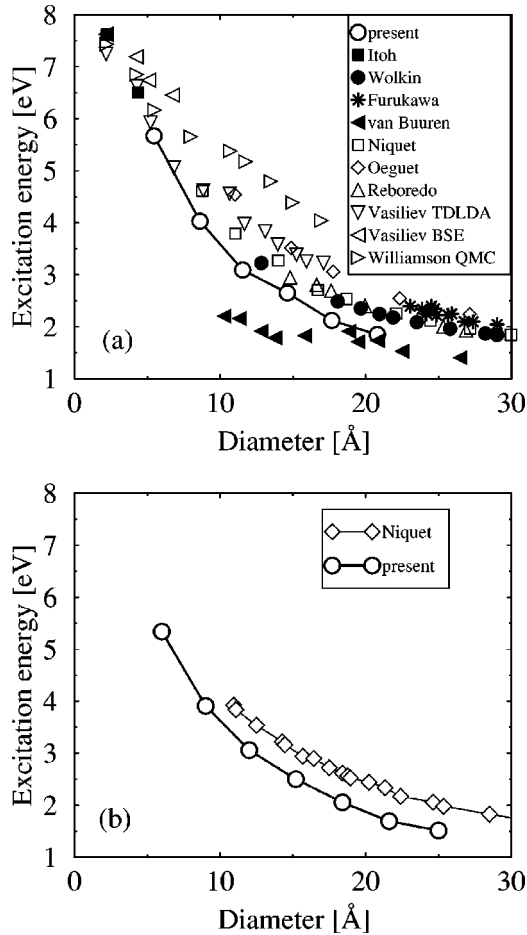 8
7
6
5
4
3
2
1
Excitation energy [eV]
(a)
present
Itoh
Wolkin
Furukawa
van Buuren
Niquet
Oeguet
Reboredo
Vasiliev TDLDA
Vasiliev BSE
Williamson QMC
0 10 20 30
Diameter [Å]
8
7
6
5
4
3
2
1
Excitation energy [eV]
(b)
Niquet
present
0 10 20 30
Diameter [Å]